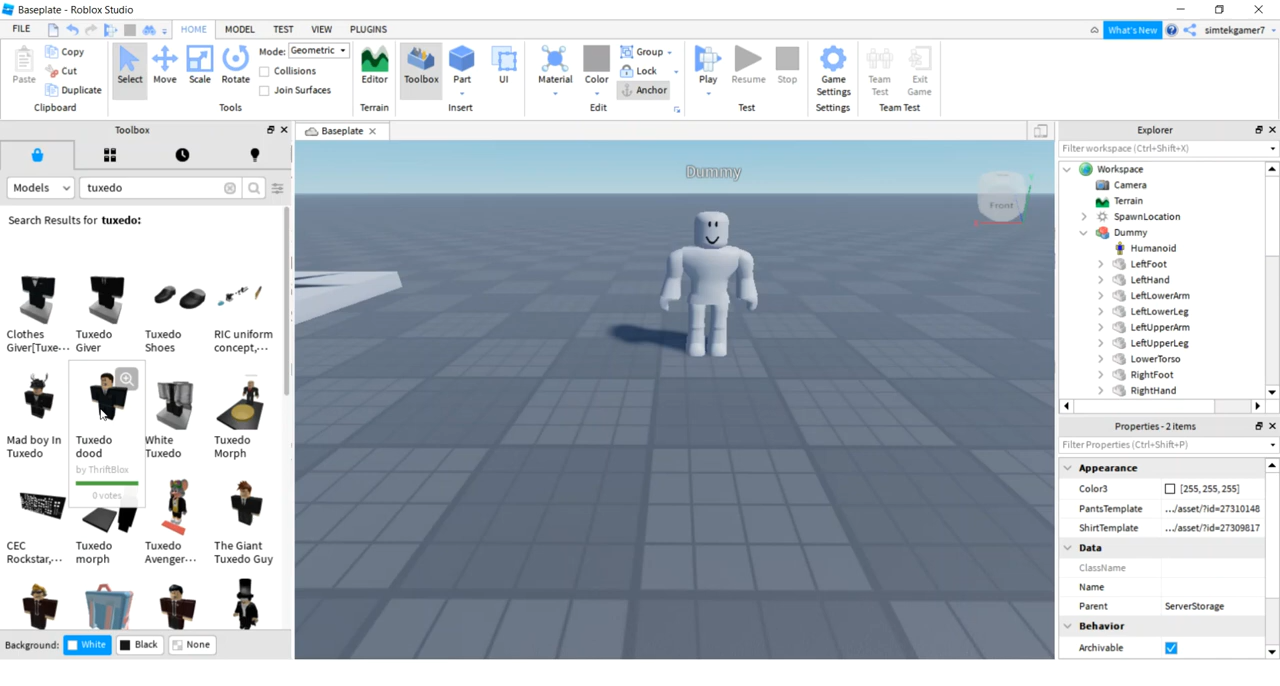 Baseplate - Roblox Studio
FILE HOME MODEL TEST VIEW PLUGINS What's New simtekgamer7
Paste Copy Cut Duplicate Clipboard
Select Move Scale Rotate Mode: Geometric Collisions Join Surfaces Tools
Editor Terrain
Toolbox Part UI Insert
Material Color Group Lock Anchor Edit
Play Resume Stop Test
Game Settings Settings
Team Test Exit Game Team Test
Toolbox
Models tuxedo
Search Results for tuxedo:
Clothes Giver[Tuxe-...
Tuxedo Giver
Tuxedo Shoes
RIC uniform concept,...
Mad boy In Tuxedo
Tuxedo dood
by ThriftBlox
0 votes
White Tuxedo
Tuxedo Morph
CEC Rockstar,...
Tuxedo morph
Tuxedo Avenger...
The Giant Tuxedo Guy
Background: White Black None
Baseplate
Dummy
Front
Explorer
Filter workspace (Ctrl+Shift+X)
Workspace
Camera
Terrain
SpawnLocation
Dummy
Humanoid
LeftFoot
LeftHand
LeftLowerArm
LeftLowerLeg
LeftUpperArm
LeftUpperLeg
LowerTorso
RightFoot
RightHand
Properties - 2 items
Filter Properties (Ctrl+Shift+P)
Appearance
Color3 [255, 255, 255]
PantsTemplate .../asset/?id=27310148
ShirtTemplate .../asset/?id=27309817
Data
ClassName
Name
Parent ServerStorage
Behavior
Archivable